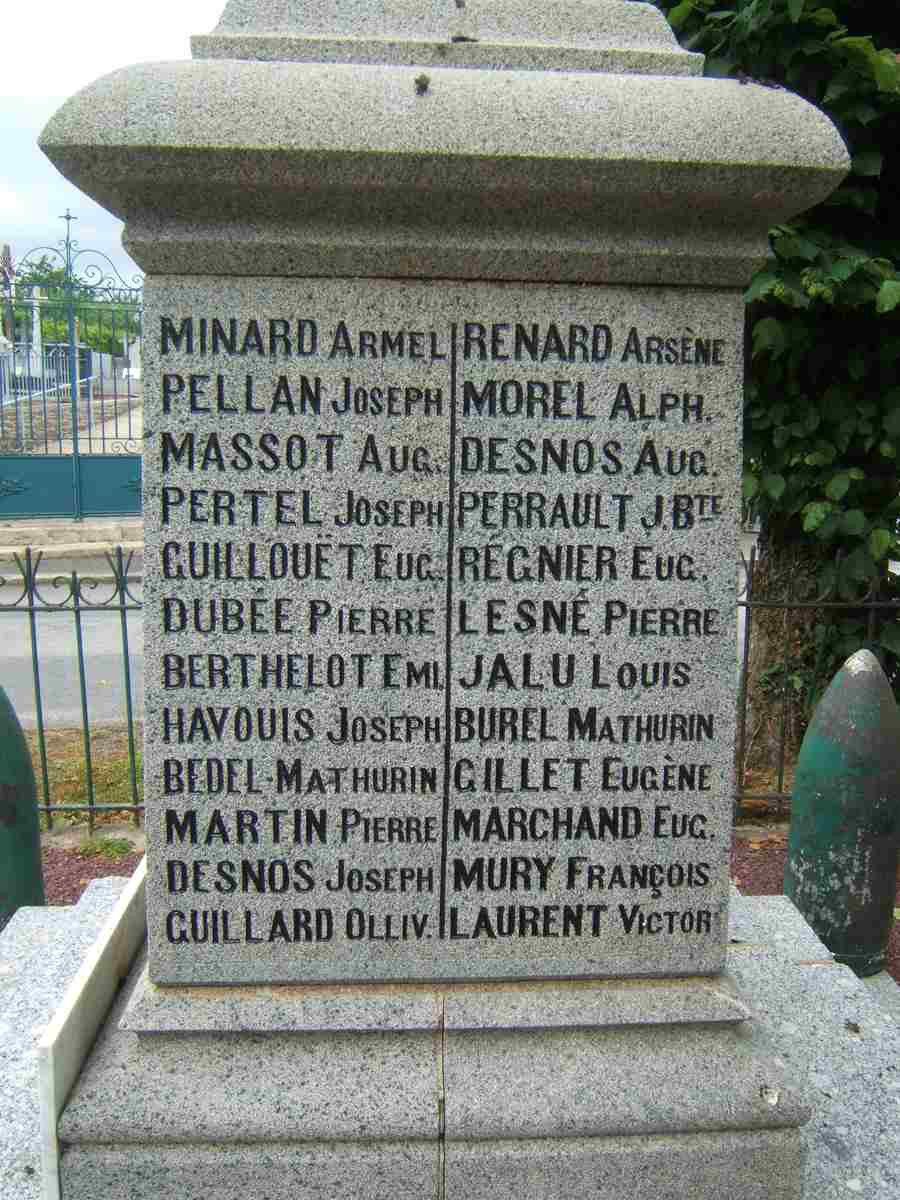 MINARD ARMEL
PELLAN JOSEPH
MASSOT AUG.
PERTEL JOSEPH
GUILLOUËT EUG.
DUBÉE PIERRE
BERTHELOT EMI.
HAVOUIS JOSEPH
BEDEL-MATHURIN
MARTIN PIERRE
DESNOS JOSEPH
GUILLARD OLLIV.
RENARD ARSÈNE
MOREL ALPH.
DESNOS AUG.
PERRAULT J.BTE
RÉGNIER EUG.
LESNÉ PIERRE
JALU LOUIS
BUREL MATHURIN
GILLET EUGÈNE
MARCHAND EUG.
MURY FRANÇOIS
LAURENT VICTOR